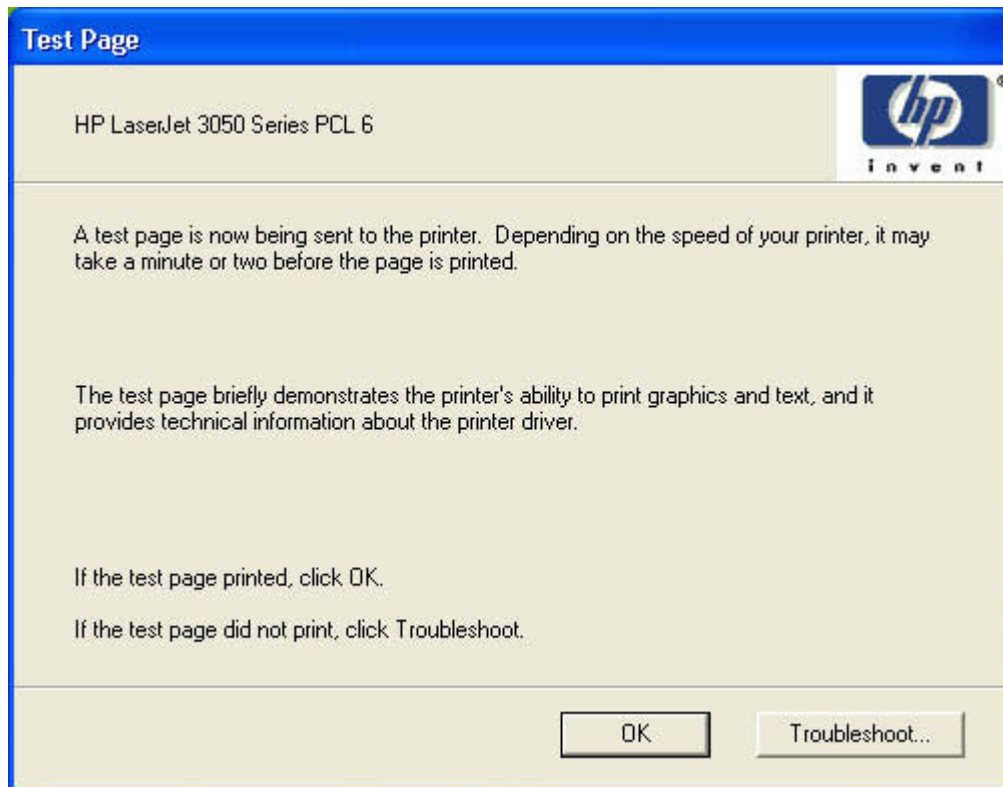 Test Page
HP LaserJet 3050 Series PCL 6
hp
®
invent
A test page is now being sent to the printer. Depending on the speed of your printer, it may
take a minute or two before the page is printed.
The test page briefly demonstrates the printer's ability to print graphics and text, and it
provides technical information about the printer driver.
If the test page printed, click OK.
If the test page did not print, click Troubleshoot.
OK
Troubleshoot...